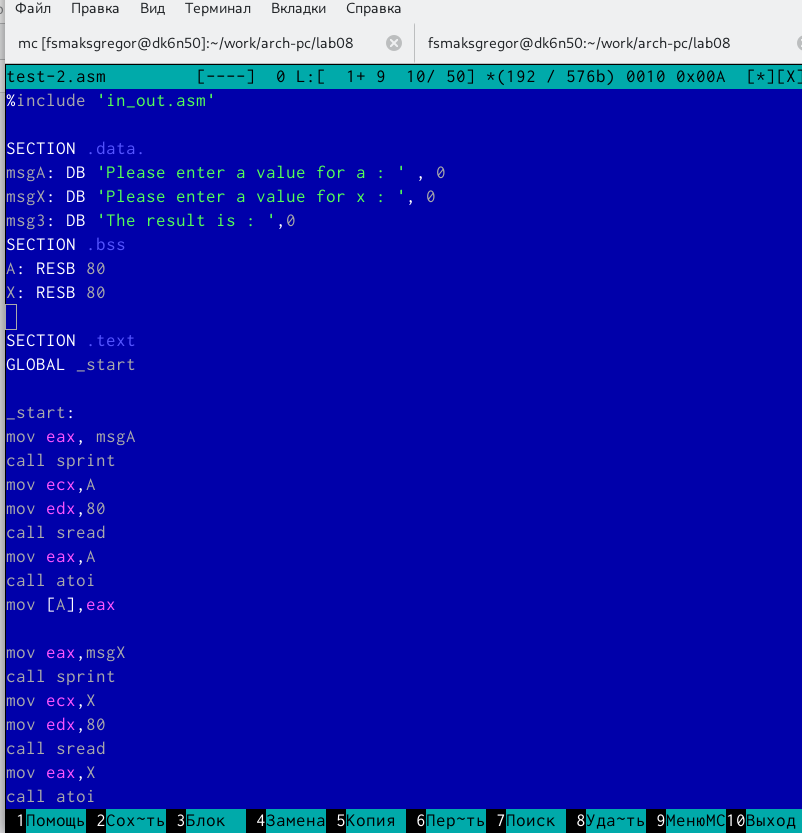 Файл Правка Вид Терминал Вкладки Справка
mc [fsmaksgregor@dk6n50]:~/work/arch-pc/lab08 fsmaksgregor@dk6n50:~/work/arch-pc/lab08
test-2.asm [----] 0 L:[ 1+ 9 10/ 50] *(192 / 576b) 0010 0x00A [*][X]
%include 'in_out.asm'
SECTION .data.
msgA: DB 'Please enter a value for a : ' , 0
msgX: DB 'Please enter a value for x : ', 0
msg3: DB 'The result is : ',0
SECTION .bss
A: RESB 80
X: RESB 80
SECTION .text
GLOBAL _start
_start:
mov eax, msgA
call sprint
mov ecx,A
mov edx,80
call sread
mov eax,A
call atoi
mov [A],eax
mov eax,msgX
call sprint
mov ecx,X
mov edx,80
call sread
mov eax,X
call atoi
1Помощь 2Сох~ть 3Блок 4Замена 5Копия 6Пер~ть 7Поиск 8Уда~ть 9МенюMC 10Выход